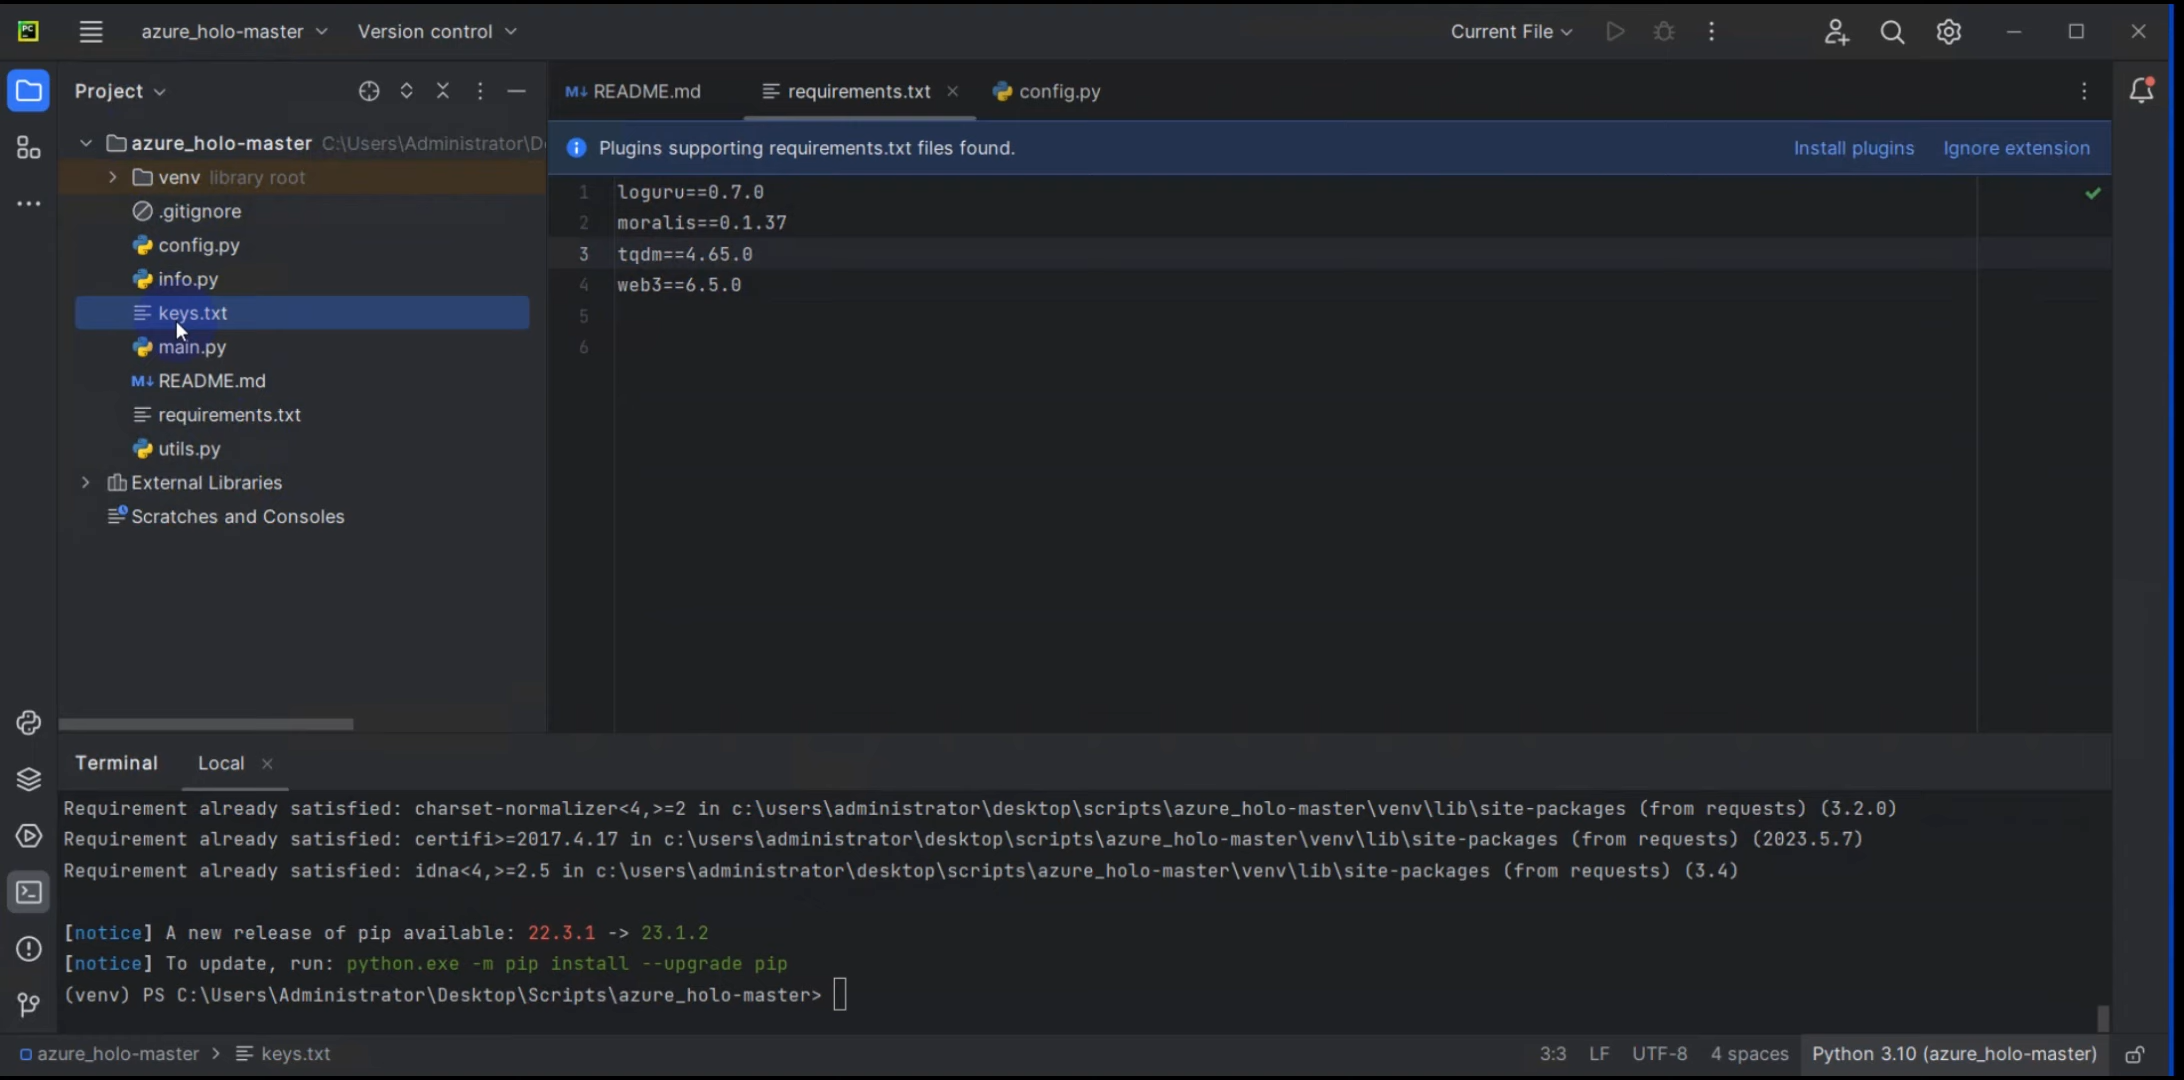 PC
azure_holo-master
Version control
Current File
Project
README.md
requirements.txt
config.py
azure_holo-master C:\Users\Administrator\D
Plugins supporting requirements.txt files found.
Install plugins
Ignore extension
venv library root
.gitignore
config.py
info.py
keys.txt
main.py
M↓ README.md
requirements.txt
utils.py
External Libraries
Scratches and Consoles
1 loguru==0.7.0
2 moralis==0.1.37
3 tqdm==4.65.0
4 web3==6.5.0
5
6
Terminal
Local
Requirement already satisfied: charset-normalizer<4,>=2 in c:\users\administrator\desktop\scripts\azure_holo-master\venv\lib\site-packages (from requests) (3.2.0)
Requirement already satisfied: certifi>=2017.4.17 in c:\users\administrator\desktop\scripts\azure_holo-master\venv\lib\site-packages (from requests) (2023.5.7)
Requirement already satisfied: idna<4,>=2.5 in c:\users\administrator\desktop\scripts\azure_holo-master\venv\lib\site-packages (from requests) (3.4)
[notice] A new release of pip available: 22.3.1 -> 23.1.2
[notice] To update, run: python.exe -m pip install --upgrade pip
(venv) PS C:\Users\Administrator\Desktop\Scripts\azure_holo-master>
azure_holo-master > keys.txt
3:3 LF UTF-8 4 spaces Python 3.10 (azure_holo-master)